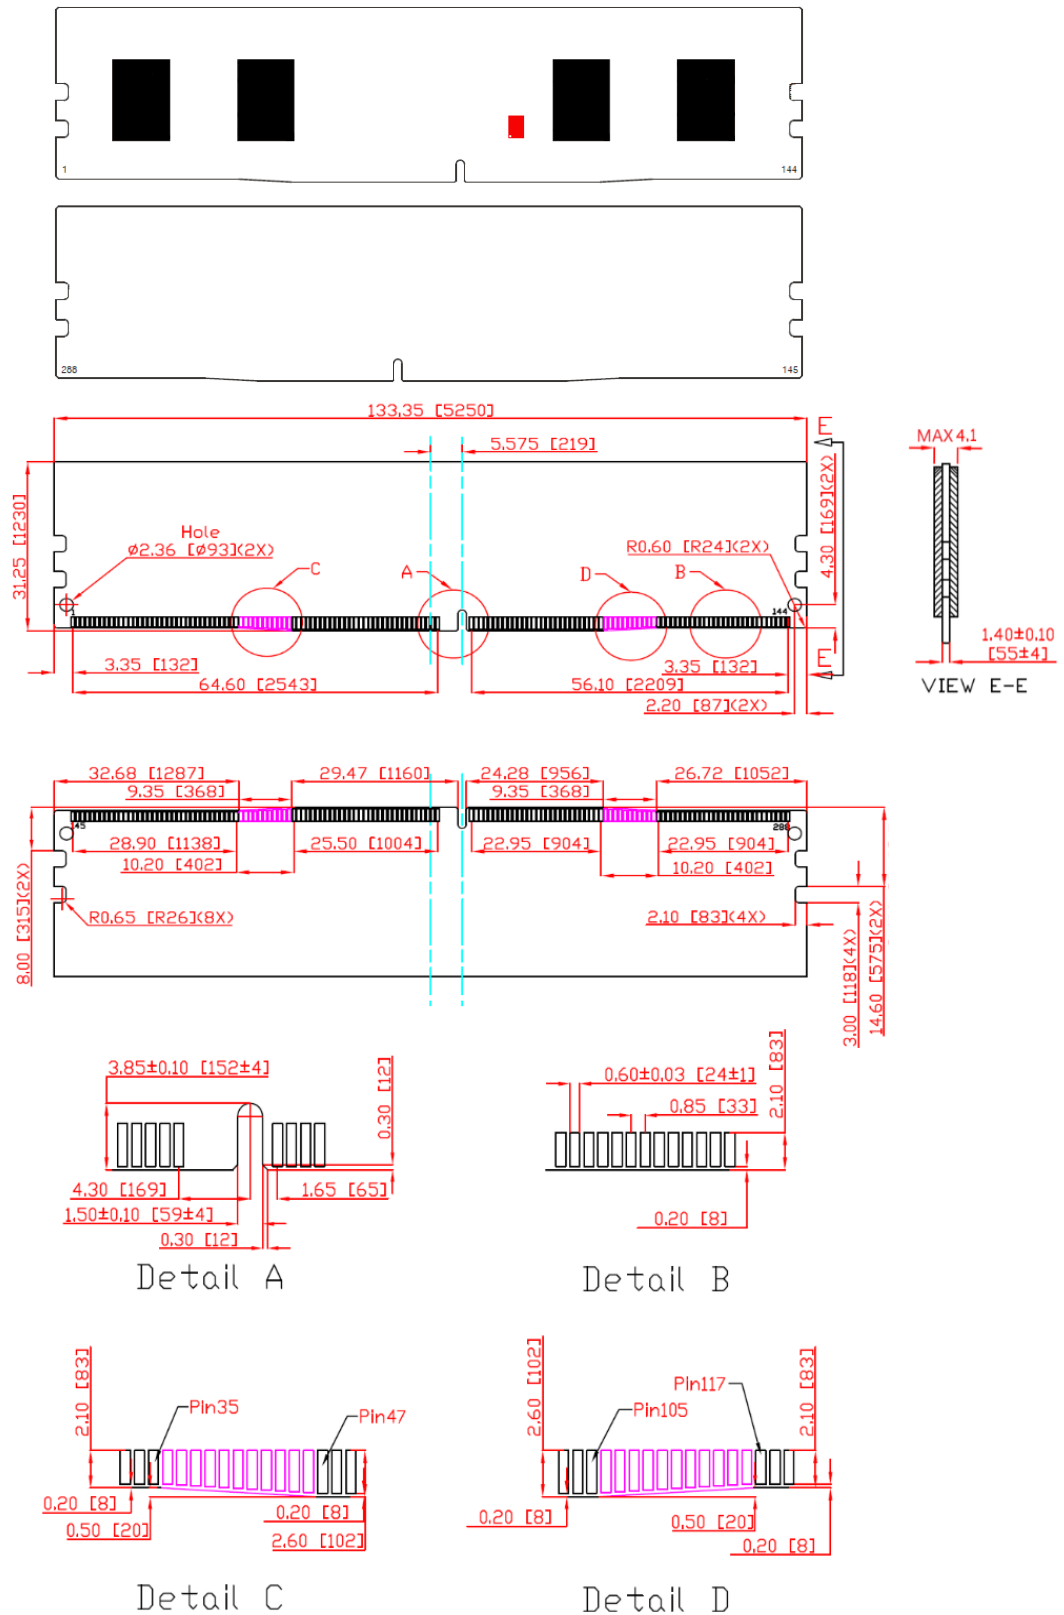 1
144
288
145
133.35 [5250]
E
5.575 [219]
MAX 4.1
31.25 [1230]
Hole
ø2.36 [ø93](2X)
C
A
D
B
R0.60 [R24](2X)
4.30 [169](2X)
1
144
3.35 [132]
64.60 [2543]
56.10 [2209]
3.35 [132]
E
2.20 [87](2X)
1.40±0.10
[55±4]
VIEW E-E
32.68 [1287]
29.47 [1160]
24.28 [956]
26.72 [1052]
9.35 [368]
9.35 [368]
145
288
28.90 [1138]
25.50 [1004]
22.95 [904]
22.95 [904]
10.20 [402]
10.20 [402]
8.00 [315](2X)
R0.65 [R26](8X)
2.10 [83](4X)
3.00 [118](4X)
14.60 [575](2X)
3.85±0.10 [152±4]
0.30 [12]
4.30 [169]
1.65 [65]
1.50±0.10 [59±4]
0.30 [12]
Detail A
0.60±0.03 [24±1]
0.85 [33]
2.10 [83]
0.20 [8]
Detail B
2.10 [83]
Pin35
Pin47
0.20 [8]
0.50 [20]
0.20 [8]
2.60 [102]
Detail C
2.60 [102]
Pin117
Pin105
2.10 [83]
0.20 [8]
0.50 [20]
0.20 [8]
Detail D